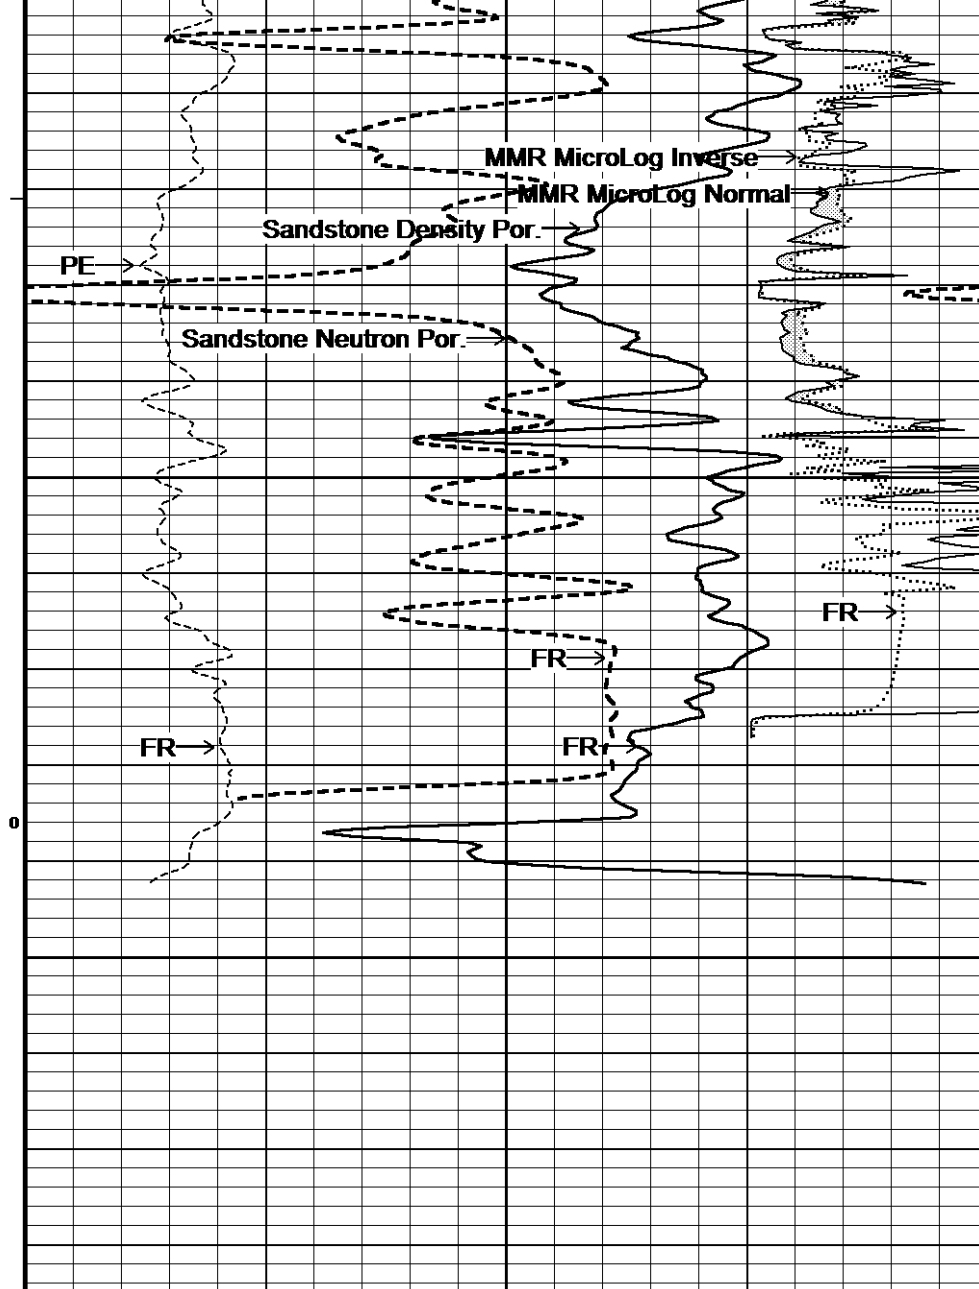 MMR MicroLog Inverse
MMR MicroLog Normal
Sandstone Density Por.
PE
Sandstone Neutron Por.
FR
FR
FR
FR
0